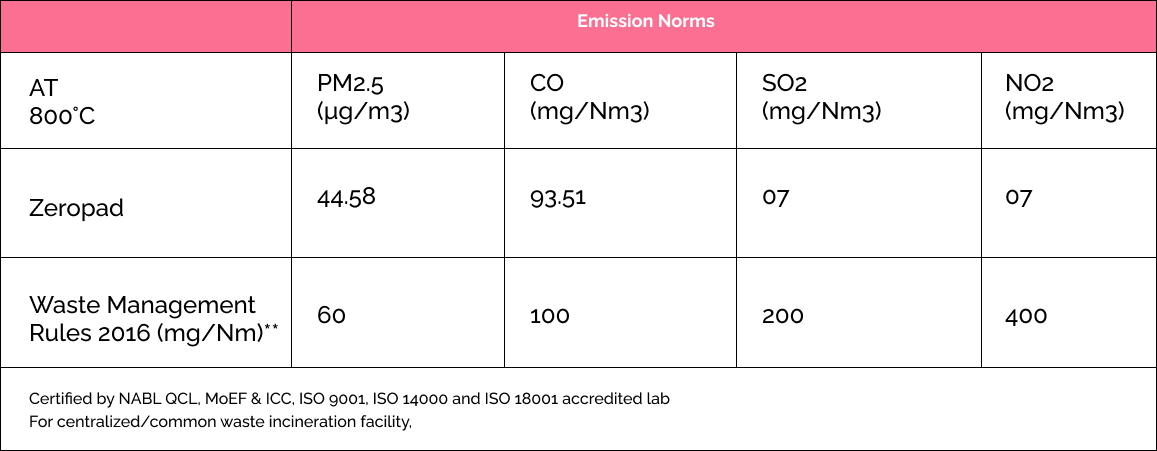 Emission Norms
AT
800°C
PM2.5
(µg/m3)
CO
(mg/Nm3)
SO2
(mg/Nm3)
NO2
(mg/Nm3)
Zeropad
44.58
93.51
07
07
Waste Management
Rules 2016 (mg/Nm)**
60
100
200
400
Certified by NABL QCL, MoEF & ICC, ISO 9001, ISO 14000 and ISO 18001 accredited lab
For centralized/common waste incineration facility,